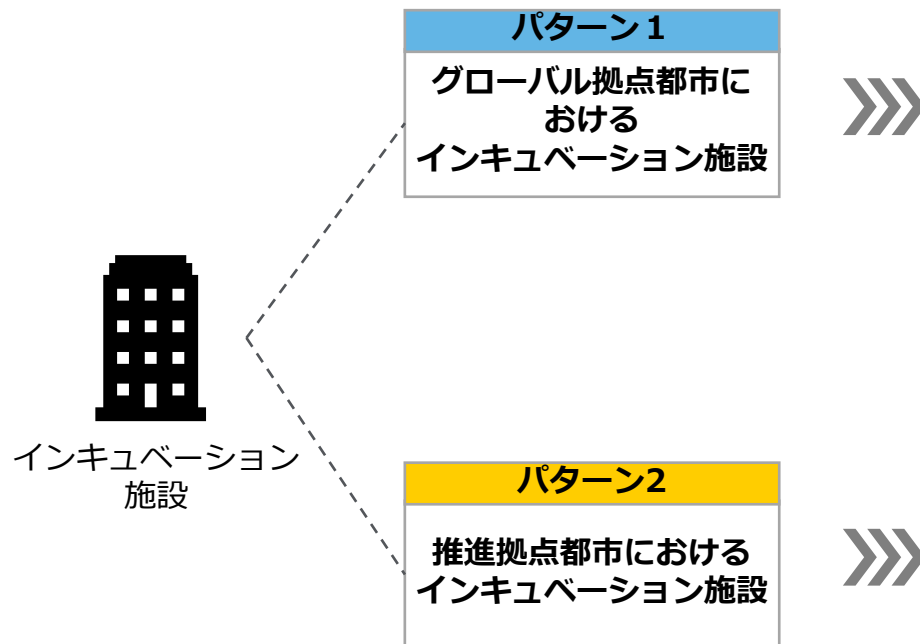 パターン１
グローバル拠点都市に
おける
インキュベーション施設
インキュベーション
施設
パターン2
推進拠点都市における
インキュベーション施設